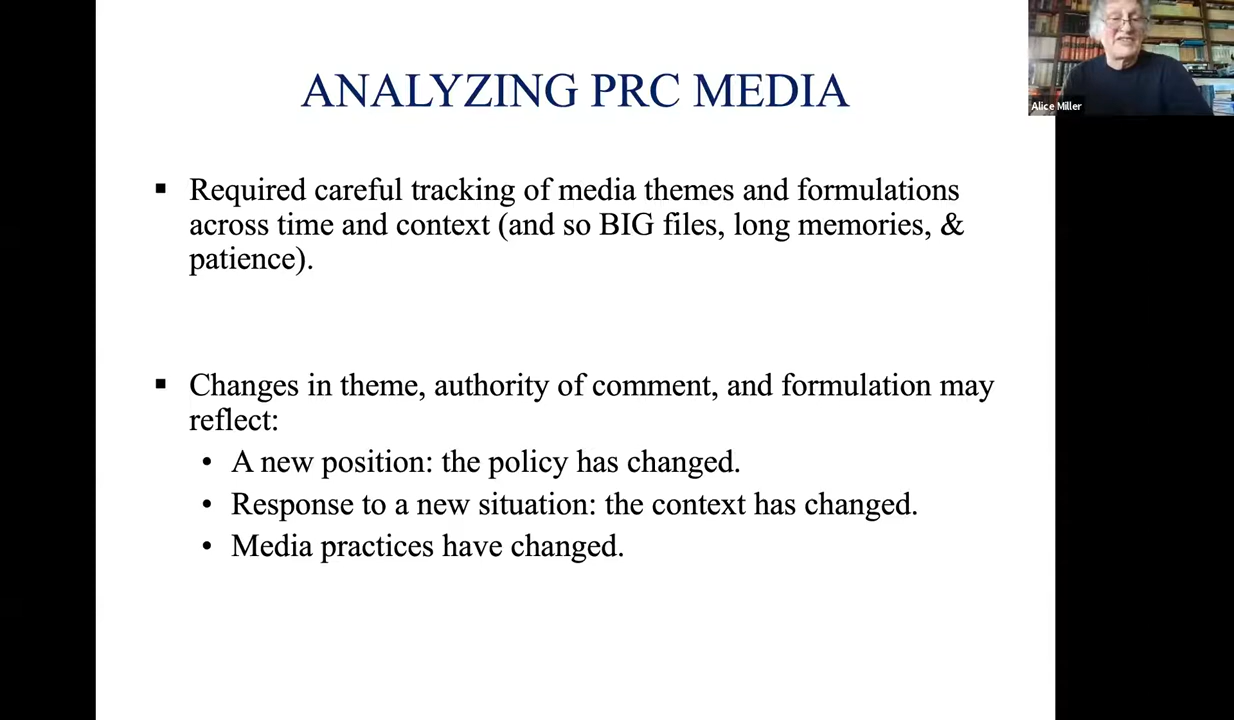 ANALYZING PRC MEDIA
Alice Miller
▪ Required careful tracking of media themes and formulations
across time and context (and so BIG files, long memories, &
patience).
▪ Changes in theme, authority of comment, and formulation may
reflect:
• A new position: the policy has changed.
• Response to a new situation: the context has changed.
• Media practices have changed.